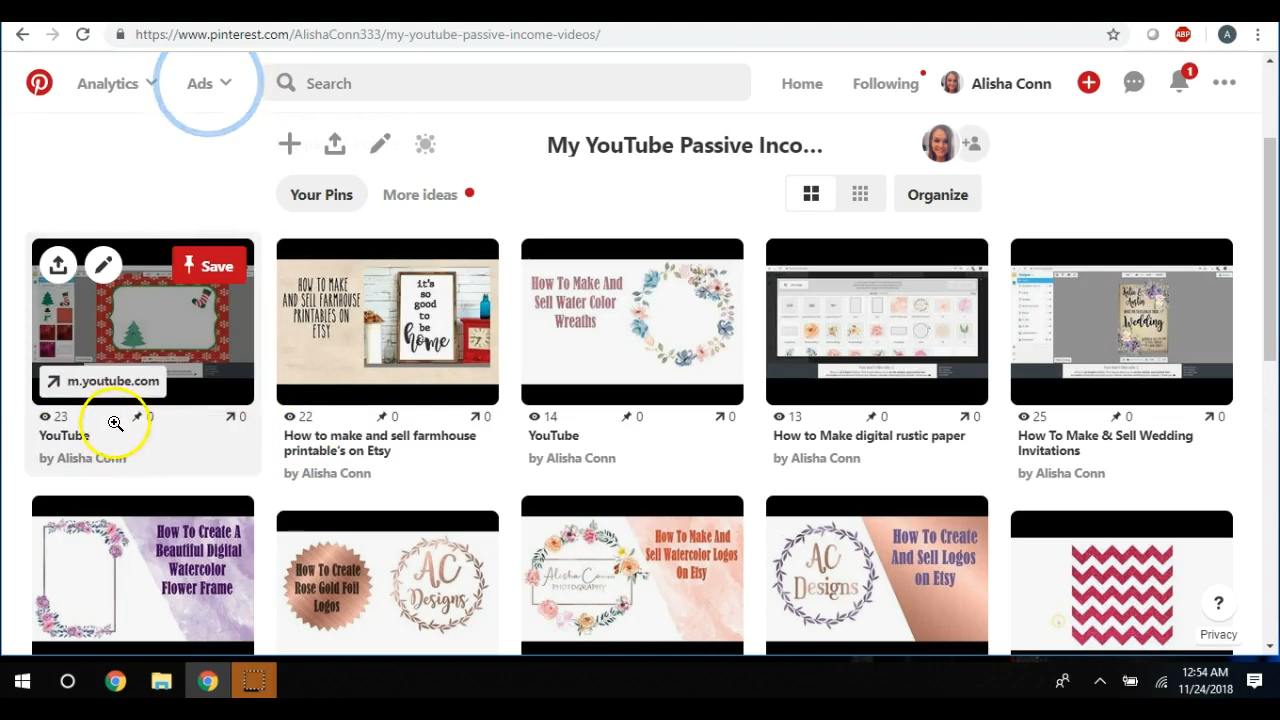 https://www.pinterest.com/AlishaConn333/my-youtube-passive-income-videos/
ABP
A
Analytics
Ads
Search
Home
Following
Alisha Conn
1
My YouTube Passive Inco...
Your Pins
More ideas
Organize
Save
m.youtube.com
HOW TO MAKE
AND SELL FARMHOUSE
PRINTABLES ON
ETSY
it's
so good
to be
home
How To Make And
Sell Water Color
Wreaths
Wedding
23
0
0
22
0
0
14
0
0
13
0
0
25
0
0
YouTube
by Alisha Conn
How to make and sell farmhouse
printable's on Etsy
by Alisha Conn
YouTube
by Alisha Conn
How to Make digital rustic paper
by Alisha Conn
How To Make & Sell Wedding
Invitations
by Alisha Conn
How To Create A
Beautiful Digital
Watercolor
Flower Frame
How To Create
Rose Gold Foil
Logos
AC
Designs
How To Make And
Sell Watercolor Logos
On Etsy
Alisha Conn
PHOTOGRAPHY
AC
Designs
How To Create
And Sell Logos
on Etsy
?
Privacy
12:54 AM
11/24/2018